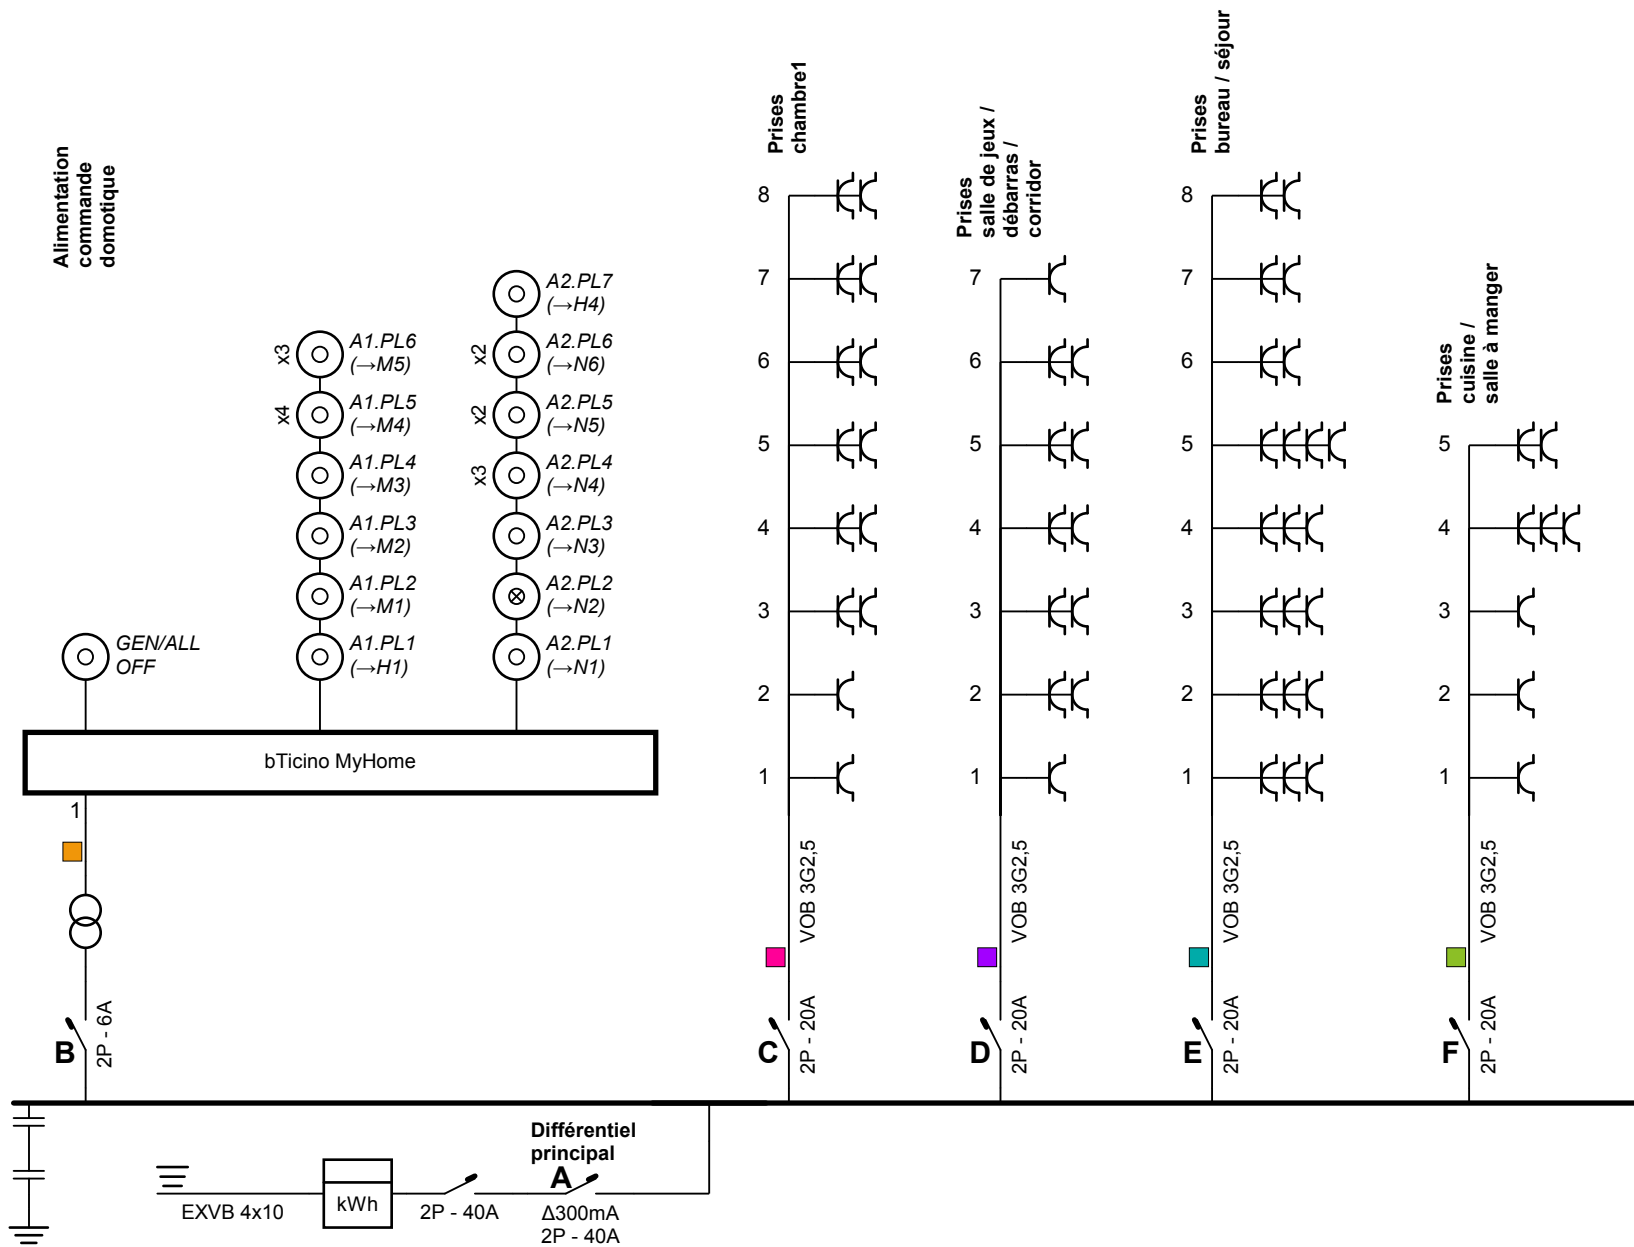 Alimentation
commande
domotique
GEN/ALL
OFF
x3
A1.PL6
(→M5)
x4
A1.PL5
(→M4)
A1.PL4
(→M3)
A1.PL3
(→M2)
A1.PL2
(→M1)
A1.PL1
(→H1)
A2.PL7
(→H4)
x2
A2.PL6
(→N6)
x2
A2.PL5
(→N5)
x3
A2.PL4
(→N4)
A2.PL3
(→N3)
A2.PL2
(→N2)
A2.PL1
(→N1)
bTicino MyHome
1
B
2P - 6A
Prises
chambre1
8
7
6
5
4
3
2
1
VOB 3G2,5
C
2P - 20A
Prises
salle de jeux /
débarras /
corridor
7
6
5
4
3
2
1
VOB 3G2,5
D
2P - 20A
Prises
bureau / séjour
8
7
6
5
4
3
2
1
VOB 3G2,5
E
2P - 20A
Prises
cuisine /
salle à manger
5
4
3
2
1
VOB 3G2,5
F
2P - 20A
EXVB 4x10
kWh
2P - 40A
Différentiel
principal
A
Δ300mA
2P - 40A